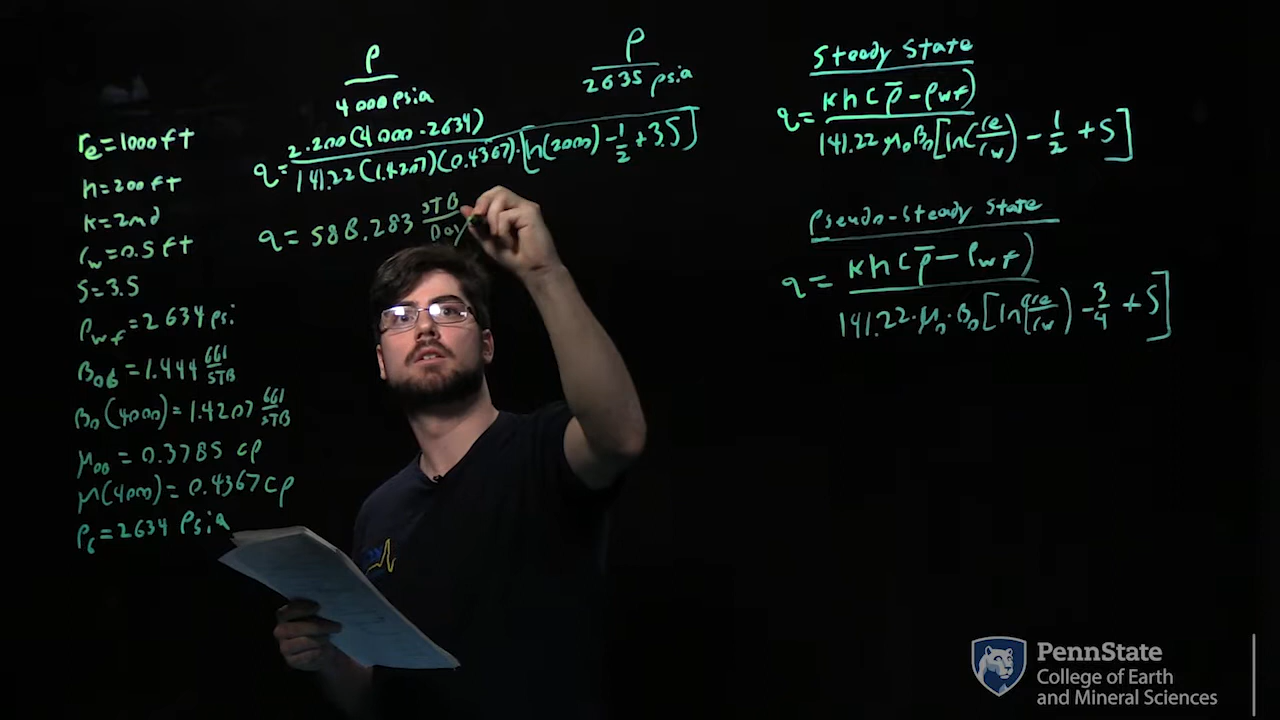 re = 1000 ft
h = 200 ft
K = 2 md
rw = 0.5 ft
S = 3.5
Pwf = 2634 psi
Bob = 1.444 bbl/STB
Bo(4000) = 1.4207 bbl/STB
μob = 0.3785 cp
μ(4000) = 0.4367 cp
Pb = 2634 Psia
P
4000 psia
P
2635 psia
q = 2·200(4000 - 2634) / 141.22(1.4207)(0.4367)·[ln(2000) - 1/2 + 3.5]
q = 588.283 STB/Day
Steady State
q = Kh(P̄ - Pwf) / 141.22 μo Bo[ln(re/rw) - 1/2 + S]
Pseudo-Steady State
q = Kh(P̄ - Pwf) / 141.22·μo·Bo[ln(re/rw) - 3/4 + S]
PennState
College of Earth
and Mineral Sciences